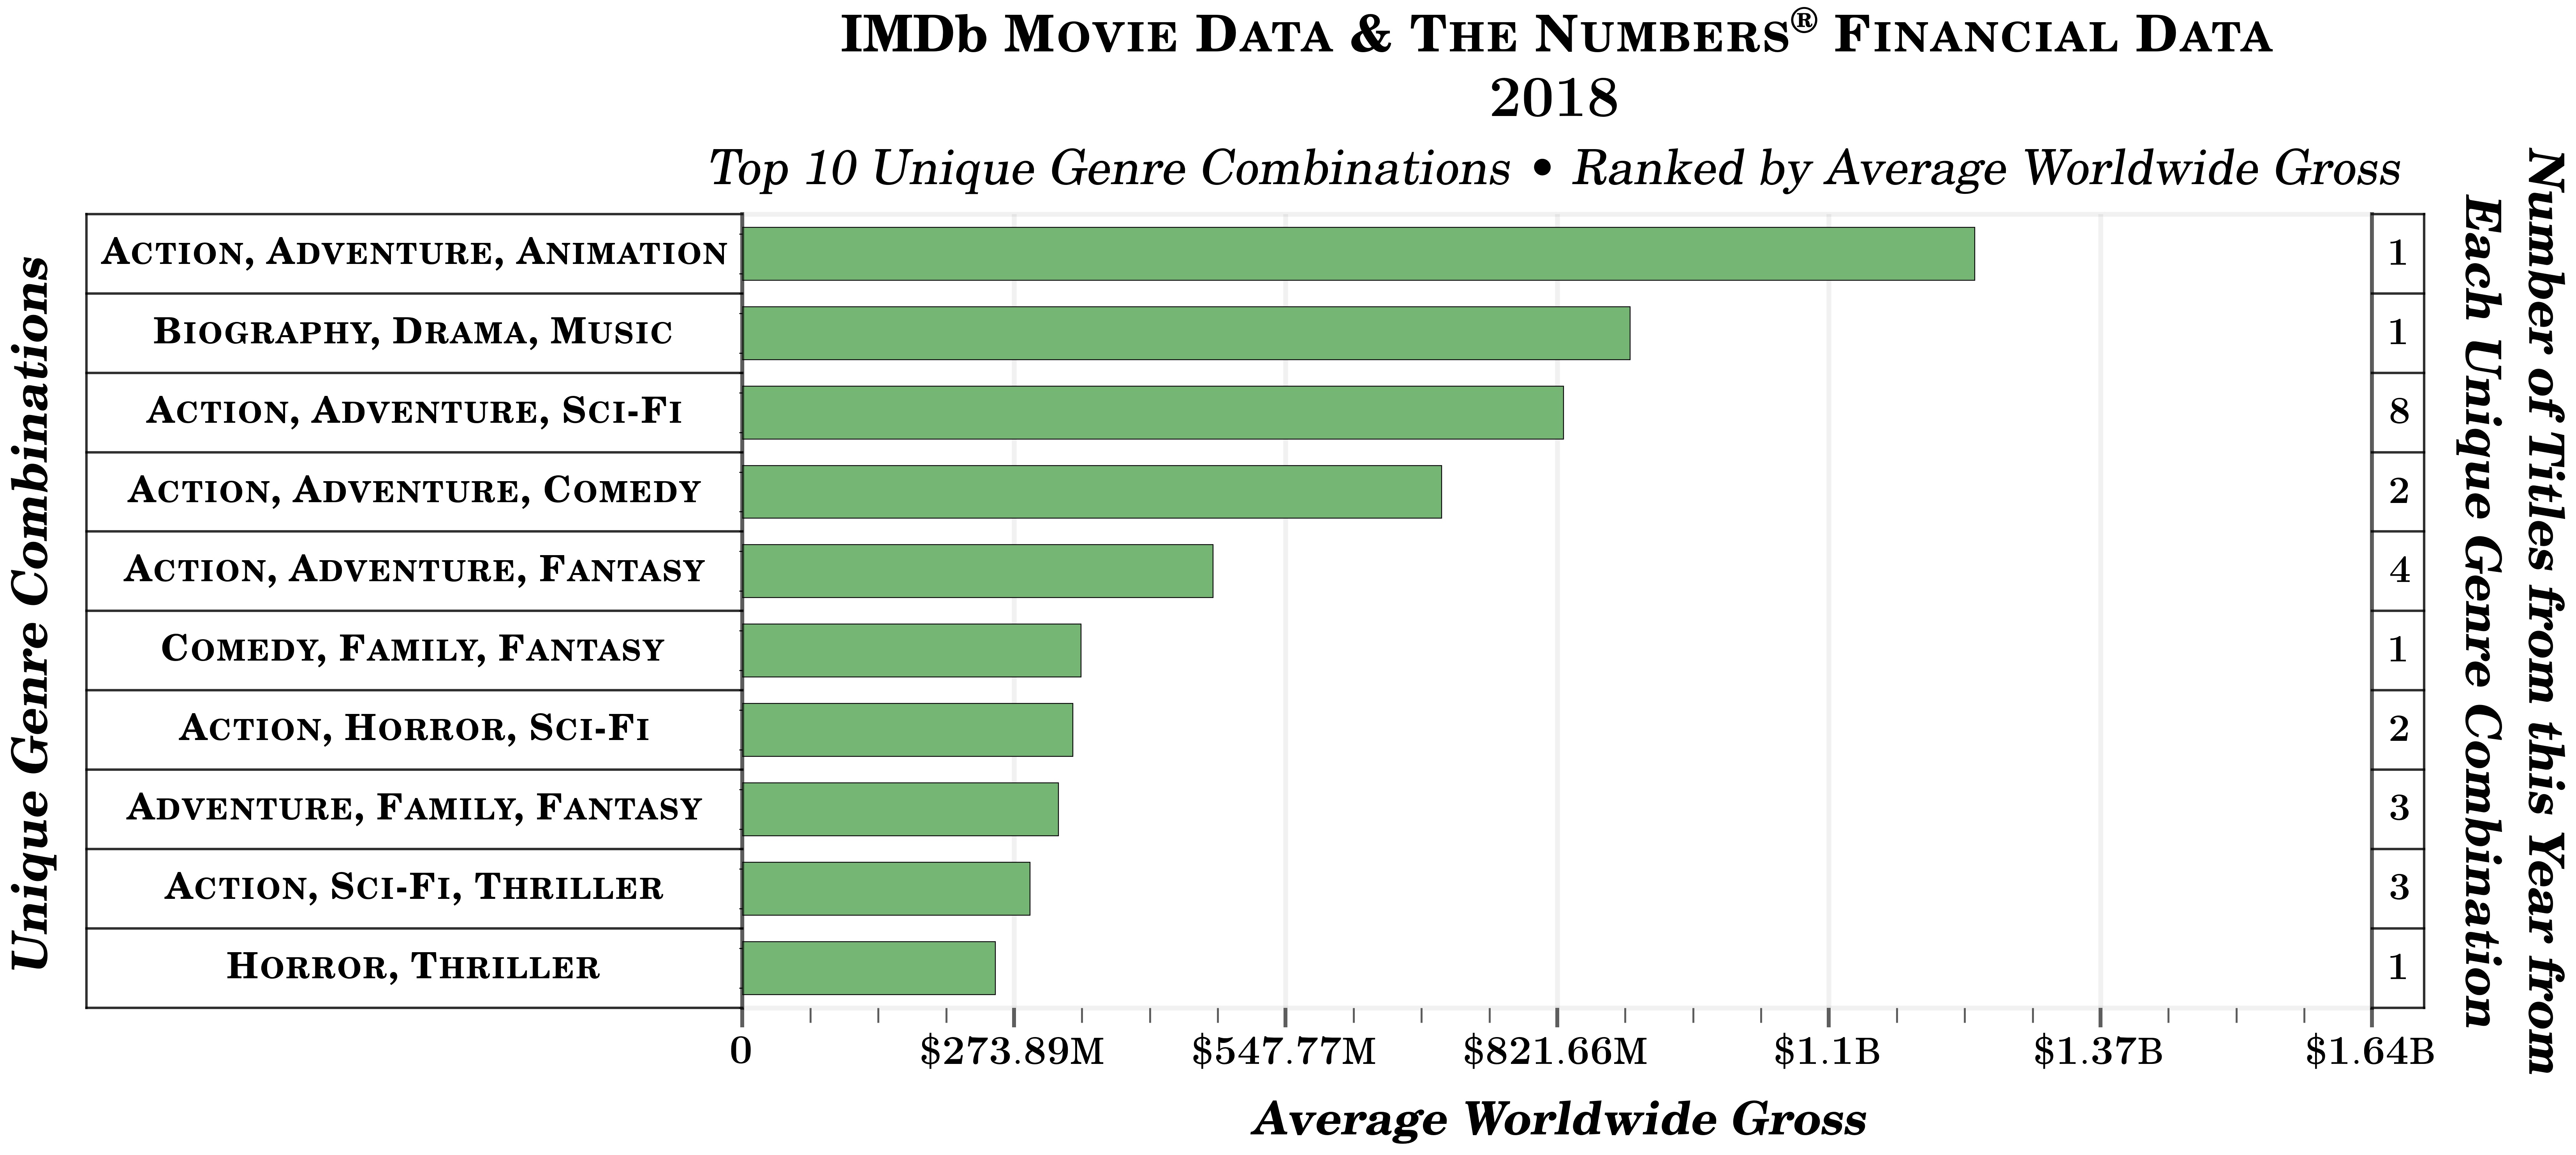 IMDb Movie Data & The Numbers® Financial Data
2018
Top 10 Unique Genre Combinations • Ranked by Average Worldwide Gross
Unique Genre Combinations
Action, Adventure, Animation 1
Biography, Drama, Music 1
Action, Adventure, Sci-Fi 8
Action, Adventure, Comedy 2
Action, Adventure, Fantasy 4
Comedy, Family, Fantasy 1
Action, Horror, Sci-Fi 2
Adventure, Family, Fantasy 3
Action, Sci-Fi, Thriller 3
Horror, Thriller 1
0 $273.89M $547.77M $821.66M $1.1B $1.37B $1.64B
Average Worldwide Gross
Number of Titles from this Year from
Each Unique Genre Combination